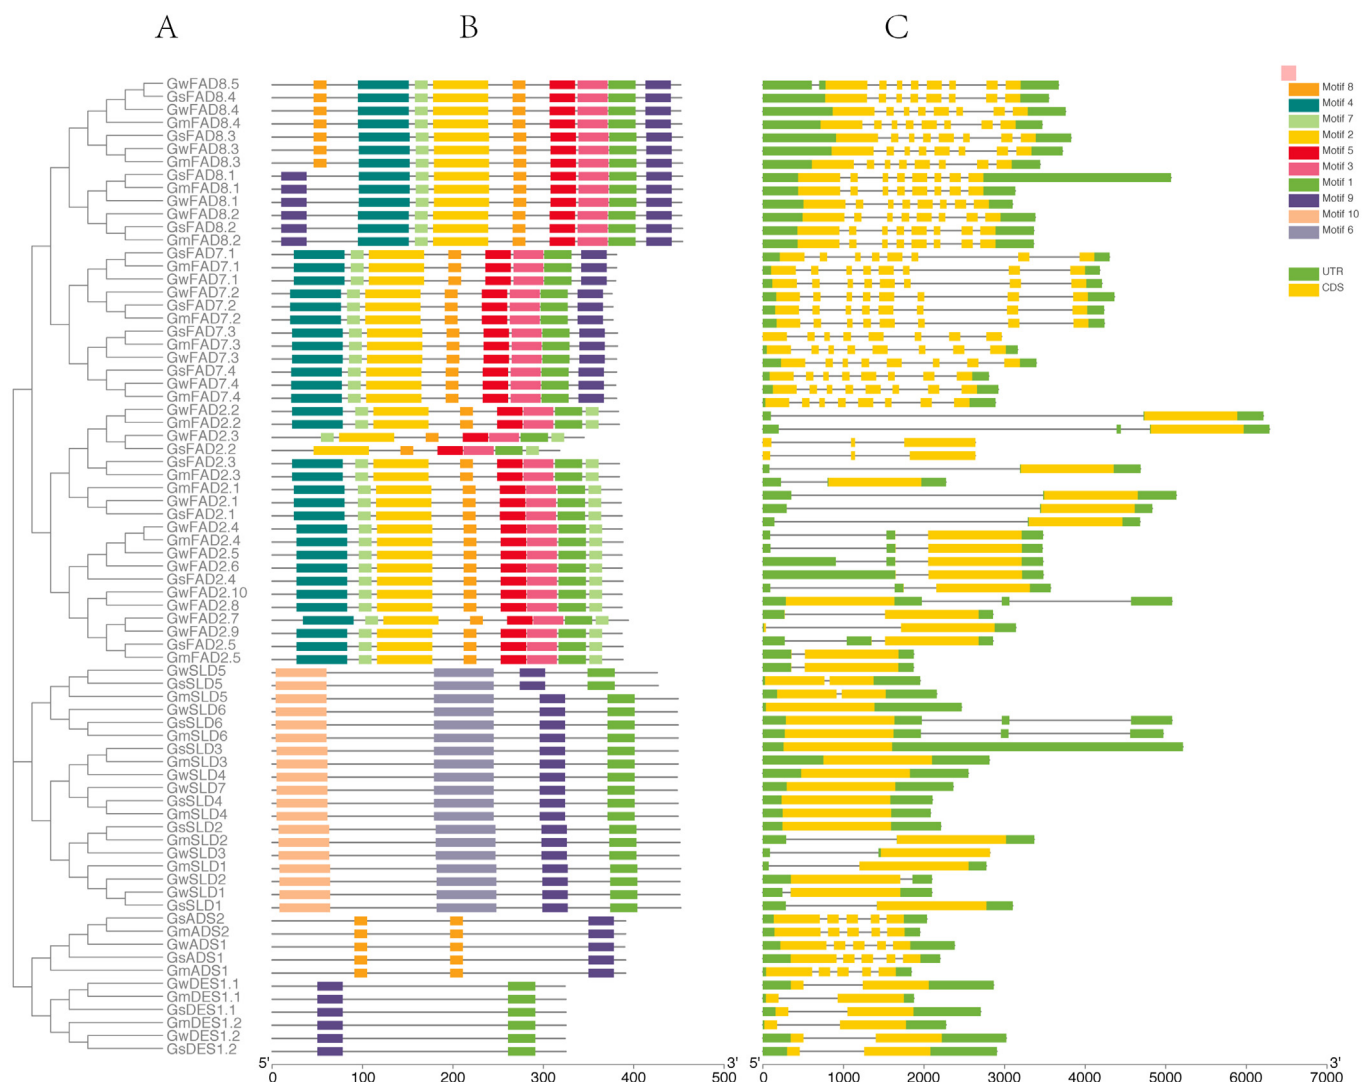 A B C
GwFAD8.5
GsFAD8.4
GwFAD8.4
GmFAD8.4
GsFAD8.3
GwFAD8.3
GmFAD8.3
GsFAD8.1
GmFAD8.1
GwFAD8.1
GwFAD8.2
GsFAD8.2
GmFAD8.2
GsFAD7.1
GmFAD7.1
GwFAD7.1
GwFAD7.2
GsFAD7.2
GmFAD7.2
GsFAD7.3
GmFAD7.3
GwFAD7.3
GsFAD7.4
GwFAD7.4
GmFAD7.4
GwFAD2.2
GmFAD2.2
GwFAD2.3
GsFAD2.2
GsFAD2.3
GmFAD2.3
GmFAD2.1
GwFAD2.1
GsFAD2.1
GwFAD2.4
GmFAD2.4
GwFAD2.5
GwFAD2.6
GsFAD2.4
GwFAD2.10
GwFAD2.8
GwFAD2.7
GwFAD2.9
GsFAD2.5
GmFAD2.5
GwSLD5
GsSLD5
GmSLD5
GwSLD6
GsSLD6
GmSLD6
GsSLD3
GmSLD3
GwSLD4
GwSLD7
GsSLD4
GmSLD4
GsSLD2
GmSLD2
GwSLD3
GmSLD1
GwSLD2
GwSLD1
GsSLD1
GsADS2
GmADS2
GwADS1
GsADS1
GmADS1
GwDES1.1
GmDES1.1
GsDES1.1
GmDES1.2
GwDES1.2
GsDES1.2
5' 3'
0 100 200 300 400 500
5' 3'
0 1000 2000 3000 4000 5000 6000 7000
Motif 8
Motif 4
Motif 7
Motif 2
Motif 5
Motif 3
Motif 1
Motif 9
Motif 10
Motif 6
UTR
CDS